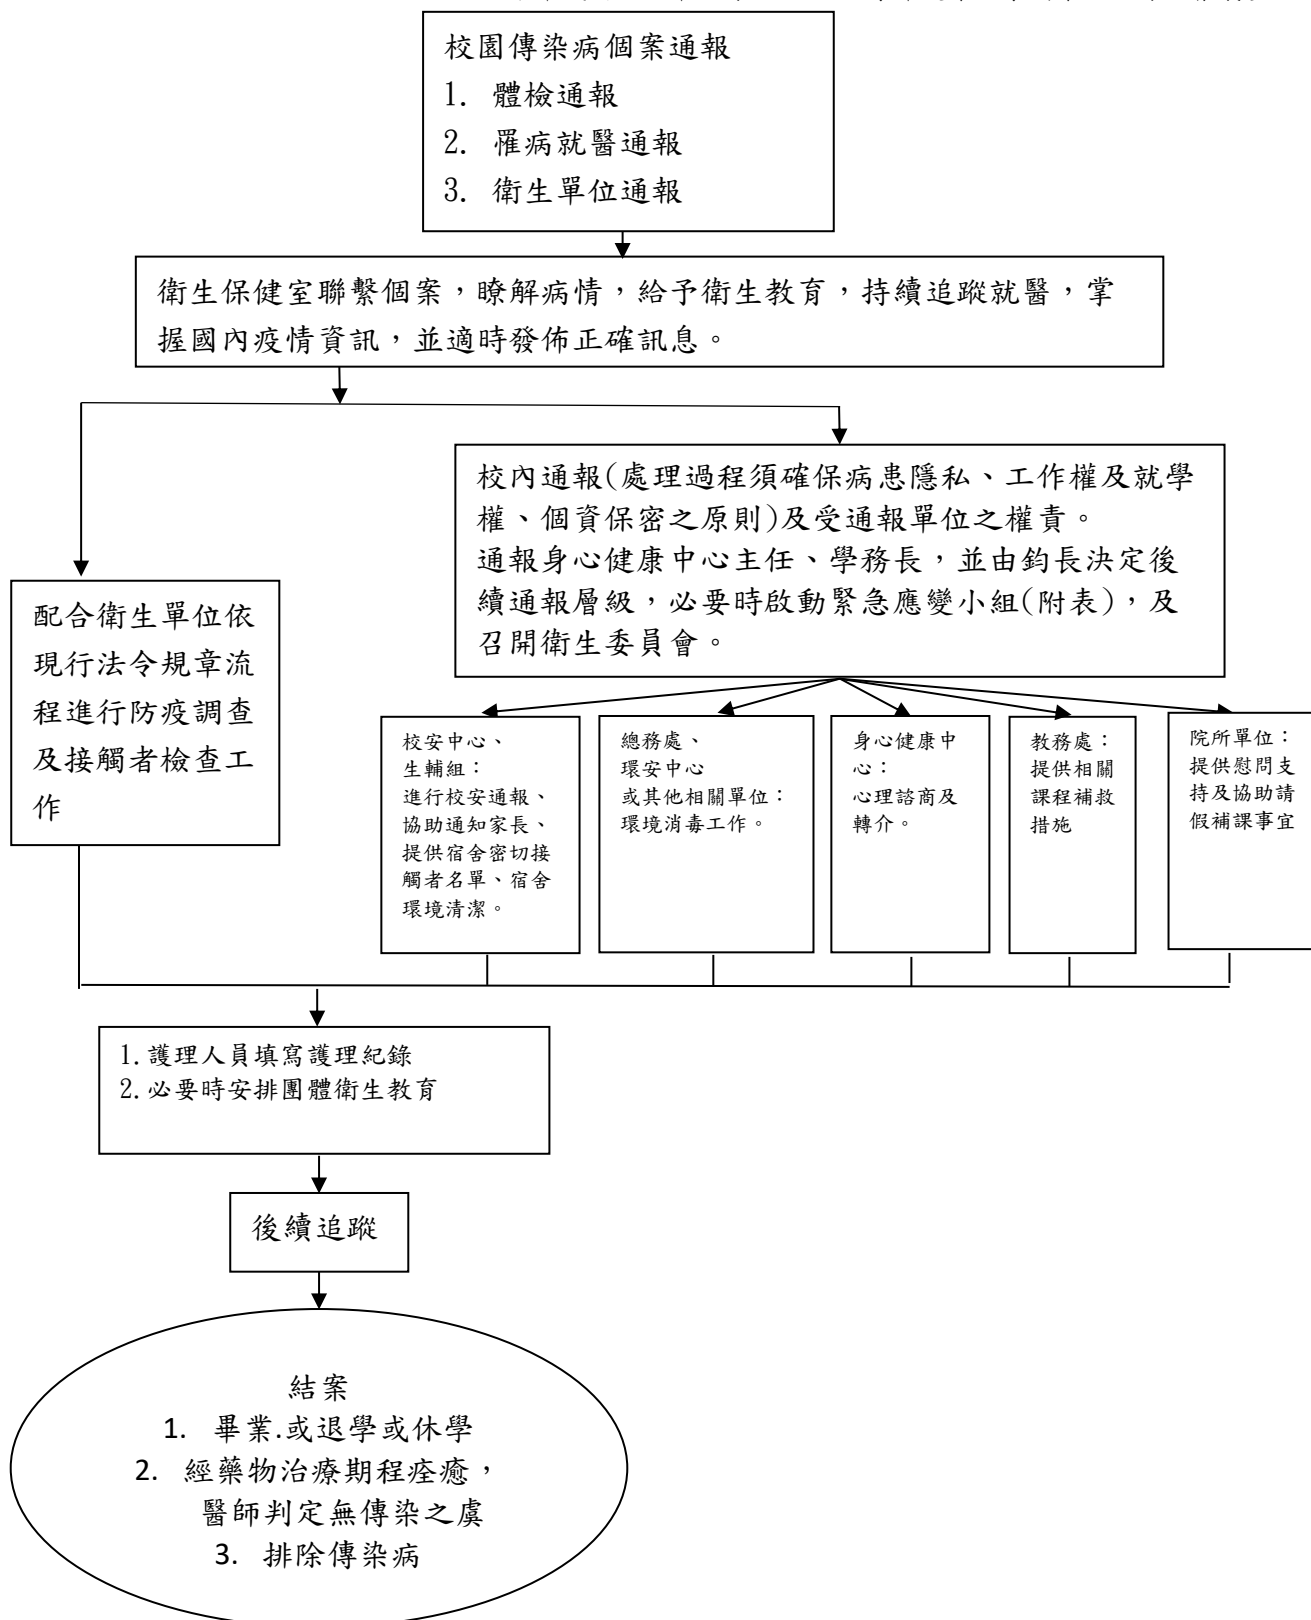 校園傳染病個案通報
1. 體檢通報
2. 罹病就醫通報
3. 衛生單位通報
衛生保健室聯繫個案，瞭解病情，給予衛生教育，持續追蹤就醫，掌
握國內疫情資訊，並適時發佈正確訊息。
校內通報(處理過程須確保病患隱私、工作權及就學
權、個資保密之原則)及受通報單位之權責。
通報身心健康中心主任、學務長，並由鈞長決定後
續通報層級，必要時啟動緊急應變小組(附表)，及
召開衛生委員會。
配合衛生單位依
現行法令規章流
程進行防疫調查
及接觸者檢查工
作
校安中心、
生輔組：
進行校安通報、
協助通知家長、
提供宿舍密切接
觸者名單、宿舍
環境清潔。
總務處、
環安中心
或其他相關單位：
環境消毒工作。
身心健康中
心：
心理諮商及
轉介。
教務處：
提供相關
課程補救
措施
院所單位：
提供慰問支
持及協助請
假補課事宜
1.護理人員填寫護理紀錄
2.必要時安排團體衛生教育
後續追蹤
結案
1. 畢業.或退學或休學
2. 經藥物治療期程痊癒，
醫師判定無傳染之虞
3. 排除傳染病